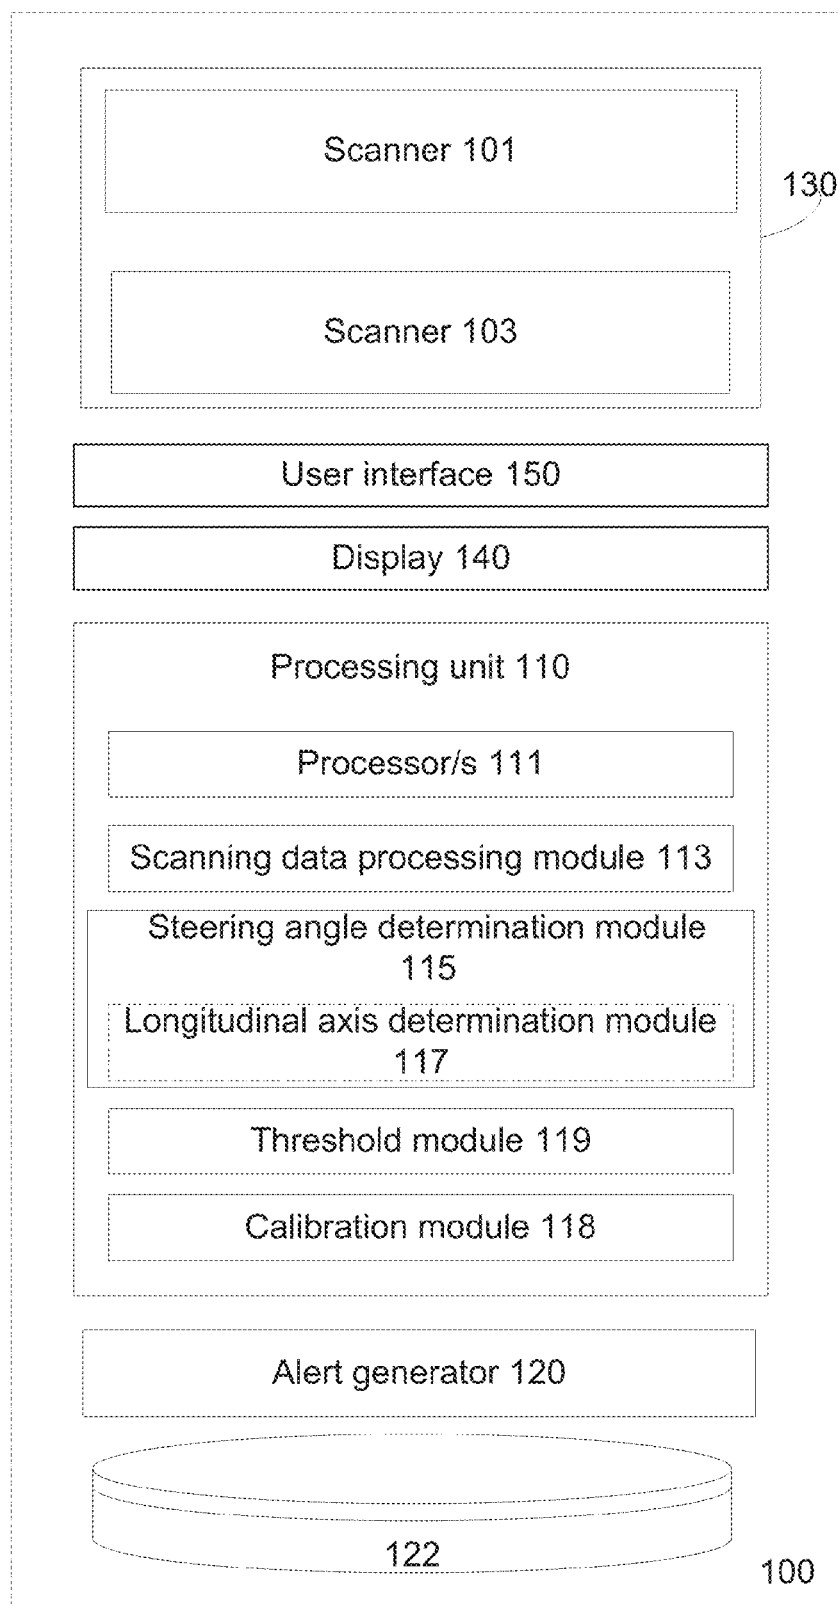 Scanner 101
130
Scanner 103
User interface 150
Display 140
Processing unit 110
Processor/s 111
Scanning data processing module 113
Steering angle determination module
115
Longitudinal axis determination module
117
Threshold module 119
Calibration module 118
Alert generator 120
122
100